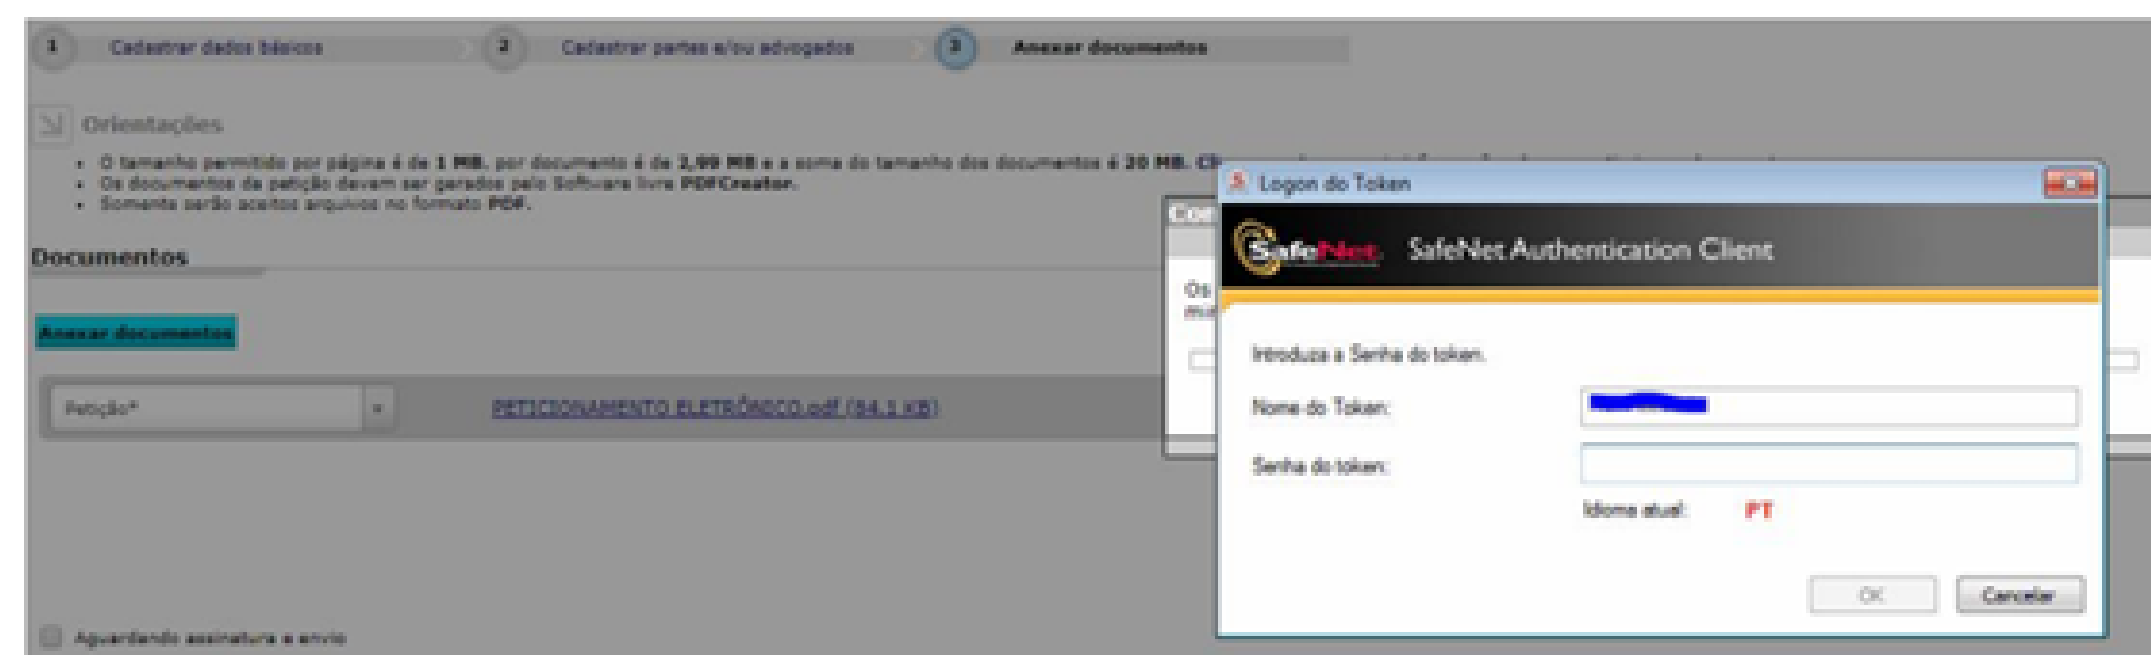 1 Cadastrar dados básicos 2 Cadastrar partes e/ou advogados 3 Anexar documentos
Orientações
• O tamanho permitido por página é de 1 MB, por documento é de 2,99 MB e a soma do tamanho dos documentos é 20 MB.
• Os documentos da petição devem ser gerados pelo Software livre PDFCreator.
• Somente serão aceitos arquivos no formato PDF.
Documentos
Anexar documentos
Petição*
PETICIONAMENTO ELETRÔNICO.pdf (84.1 KB)
Aguardando assinatura e envio
Os
Logon do Token
SafeNet. SafeNet Authentication Client
Introduza a Senha do token.
Nome do Token:
Senha do token:
Idioma atual: PT
OK Cancelar